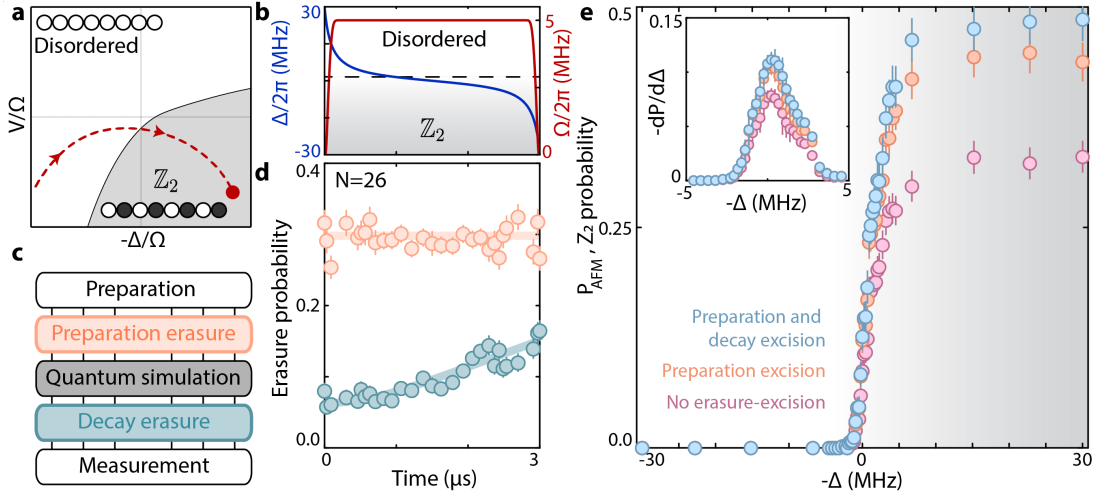 a
Disordered
V/Ω
ℤ₂
-Δ/Ω
b
30
Δ/2π (MHz)
-30
Disordered
ℤ₂
5
Ω/2π (MHz)
0
c
Preparation
Preparation erasure
Quantum simulation
Decay erasure
Measurement
d
0.4
N=26
Erasure probability
0.2
0.0
0
3
Time (μs)
e
0.5
P_AFM, Z₂ probability
0.25
0.0
-30
0
30
-Δ (MHz)
0.15
-dP/dΔ
0
-5
5
-Δ (MHz)
Preparation and
decay excision
Preparation excision
No erasure-excision